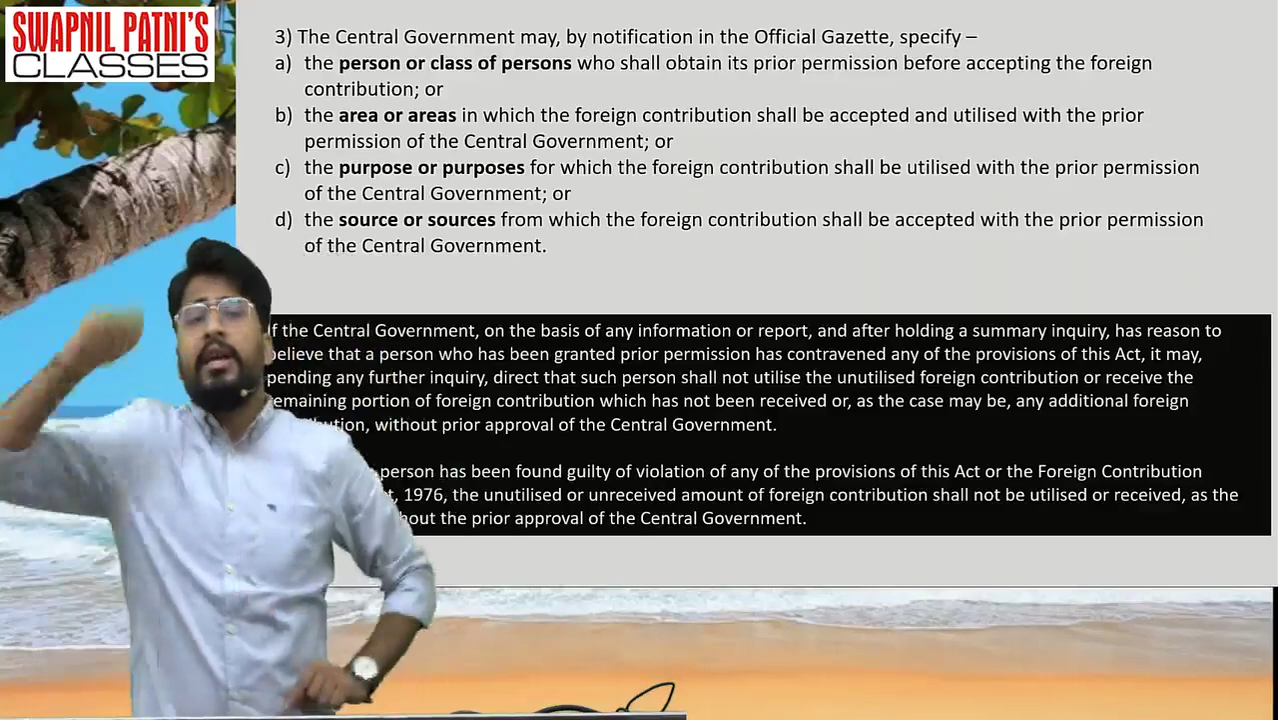 SWAPNIL PATNI'S
CLASSES
3) The Central Government may, by notification in the Official Gazette, specify –
a) the person or class of persons who shall obtain its prior permission before accepting the foreign
contribution; or
b) the area or areas in which the foreign contribution shall be accepted and utilised with the prior
permission of the Central Government; or
c) the purpose or purposes for which the foreign contribution shall be utilised with the prior permission
of the Central Government; or
d) the source or sources from which the foreign contribution shall be accepted with the prior permission
of the Central Government.
If the Central Government, on the basis of any information or report, and after holding a summary inquiry, has reason to
believe that a person who has been granted prior permission has contravened any of the provisions of this Act, it may,
pending any further inquiry, direct that such person shall not utilise the unutilised foreign contribution or receive the
remaining portion of foreign contribution which has not been received or, as the case may be, any additional foreign
, without prior approval of the Central Government.
person has been found guilty of violation of any of the provisions of this Act or the Foreign Contribution
1976, the unutilised or unreceived amount of foreign contribution shall not be utilised or received, as the
the prior approval of the Central Government.